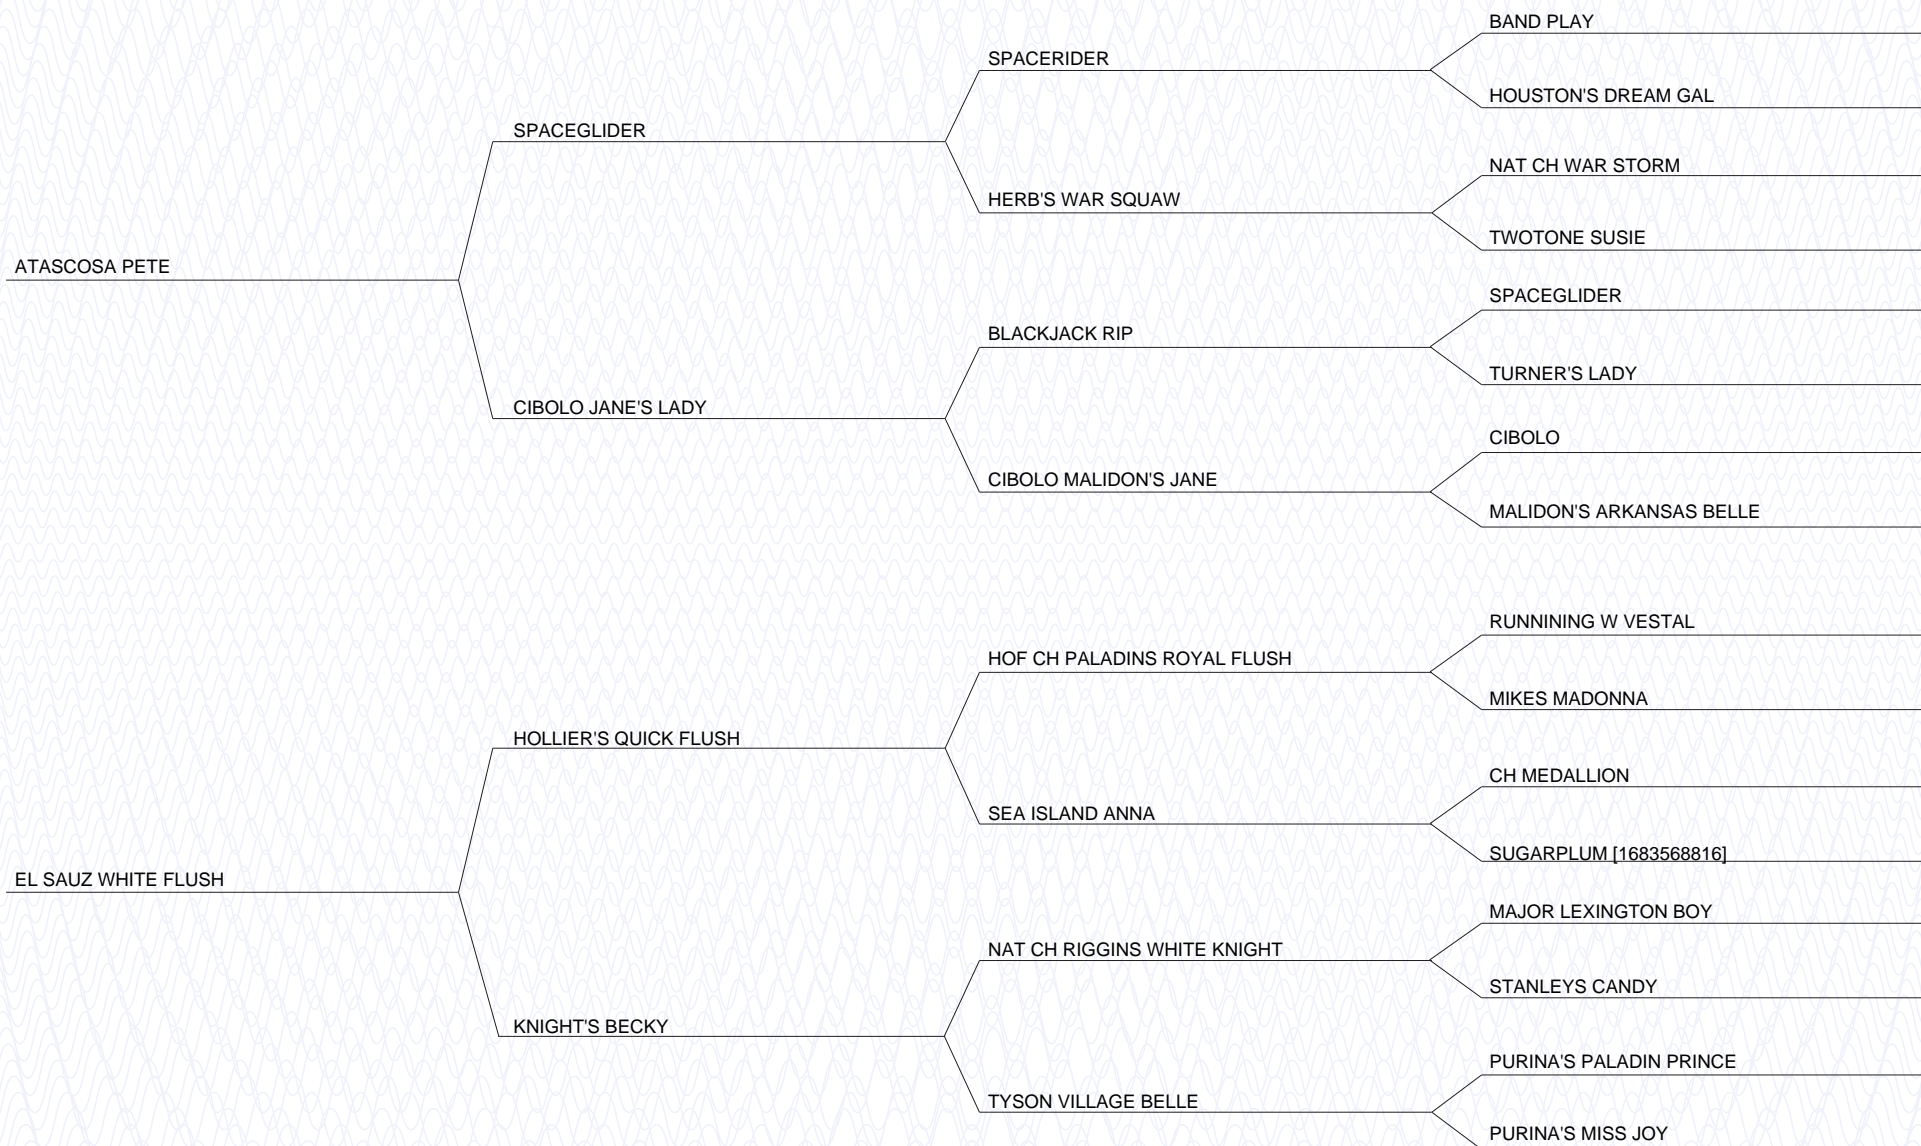 BAND PLAY
SPACERIDER
HOUSTON'S DREAM GAL
SPACEGLIDER
NAT CH WAR STORM
HERB'S WAR SQUAW
TWOTONE SUSIE
ATASCOSA PETE
SPACEGLIDER
BLACKJACK RIP
TURNER'S LADY
CIBOLO JANE'S LADY
CIBOLO
CIBOLO MALIDON'S JANE
MALIDON'S ARKANSAS BELLE
RUNNINING W VESTAL
HOF CH PALADINS ROYAL FLUSH
MIKES MADONNA
HOLLIER'S QUICK FLUSH
CH MEDALLION
SEA ISLAND ANNA
SUGARPLUM [1683568816]
EL SAUZ WHITE FLUSH
MAJOR LEXINGTON BOY
NAT CH RIGGINS WHITE KNIGHT
STANLEYS CANDY
KNIGHT'S BECKY
PURINA'S PALADIN PRINCE
TYSON VILLAGE BELLE
PURINA'S MISS JOY